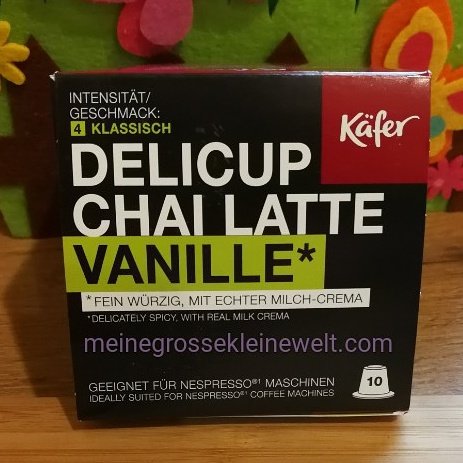 INTENSITÄT/
GESCHMACK:
4 KLASSISCH
Käfer
DELICUP
CHAI LATTE
VANILLE*
*FEIN WÜRZIG, MIT ECHTER MILCH-CREMA
*DELICATELY SPICY, WITH REAL MILK CREMA
meinegrossekleinewelt.com
GEEIGNET FÜR NESPRESSO®¹ MASCHINEN
IDEALLY SUITED FOR NESPRESSO®¹ COFFEE MACHINES
10